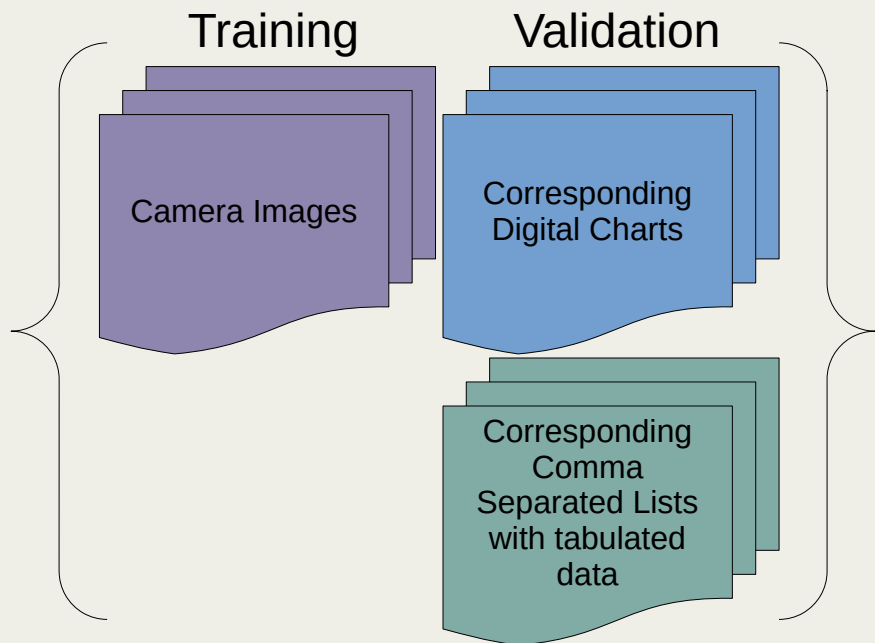 Training
Validation
Camera Images
Corresponding
Digital Charts
Corresponding
Comma
Separated Lists
with tabulated
data